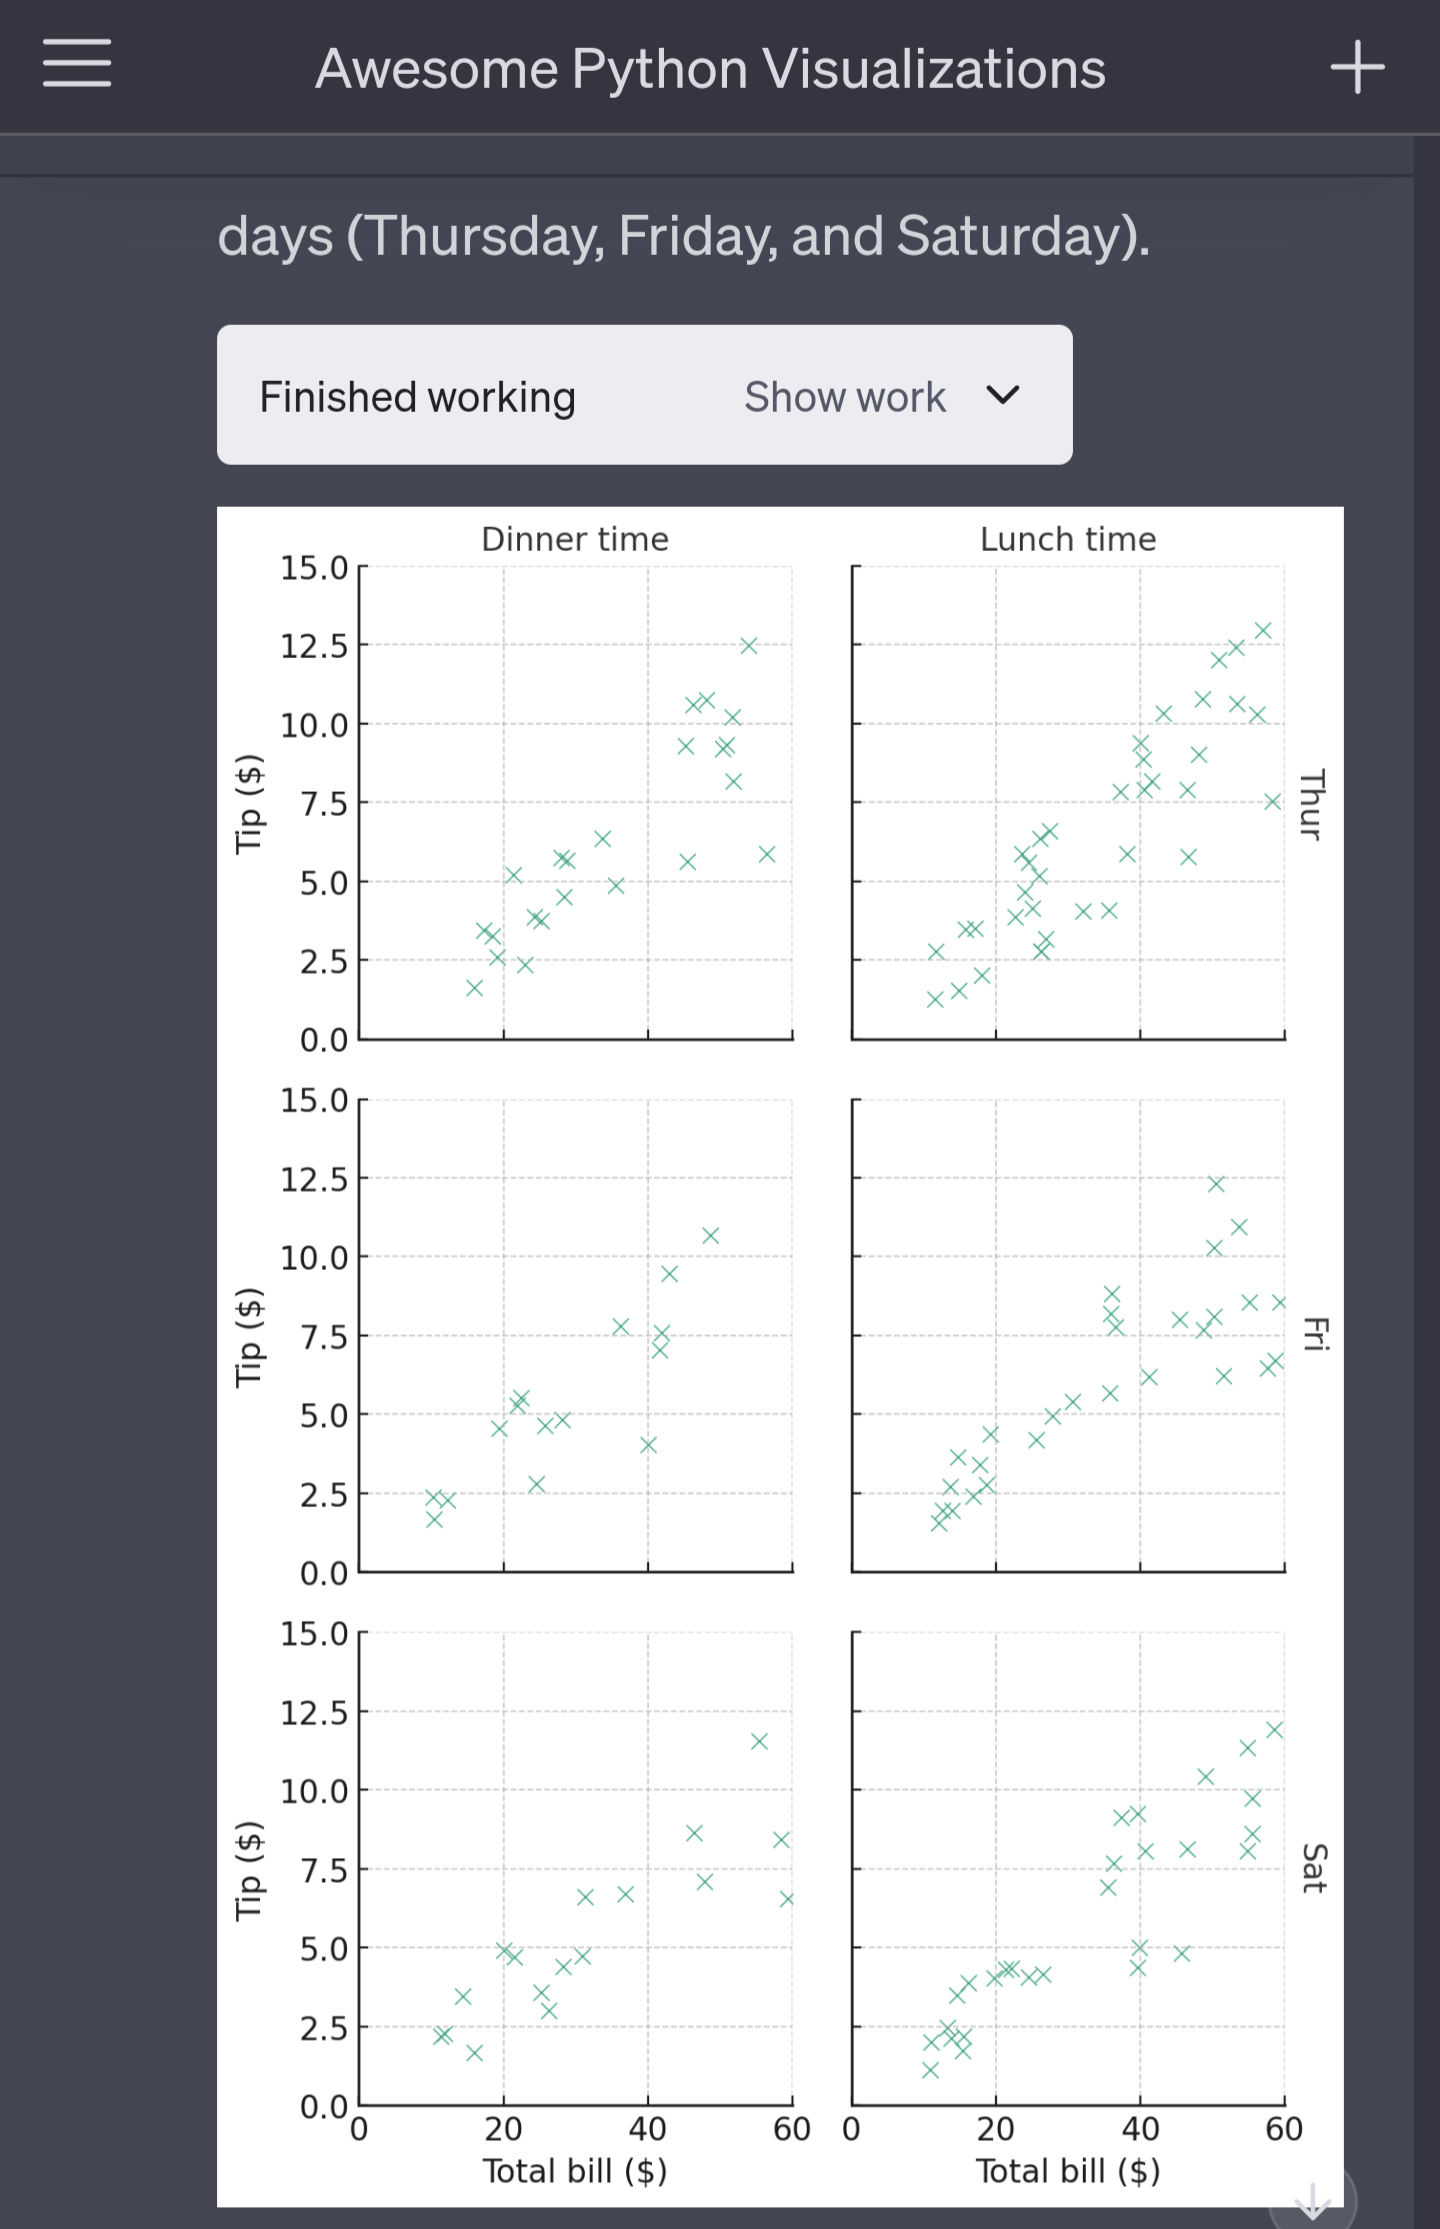 Awesome Python Visualizations
days (Thursday, Friday, and Saturday).
Finished working Show work
Dinner time Lunch time
15.0
12.5
10.0
7.5
5.0
2.5
0.0
Tip ($)
Thur
15.0
12.5
10.0
7.5
5.0
2.5
0.0
Tip ($)
Fri
15.0
12.5
10.0
7.5
5.0
2.5
0.0
Tip ($)
Sat
0 20 40 60 0 20 40 60
Total bill ($) Total bill ($)